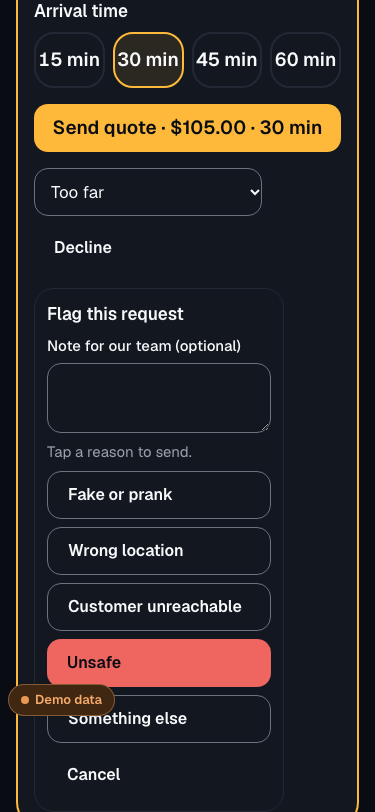 Arrival time
15 min 30 min 45 min 60 min
Send quote · $105.00 · 30 min
Too far
Decline
Flag this request
Note for our team (optional)
Tap a reason to send.
Fake or prank
Wrong location
Customer unreachable
Unsafe
Demo data
Something else
Cancel